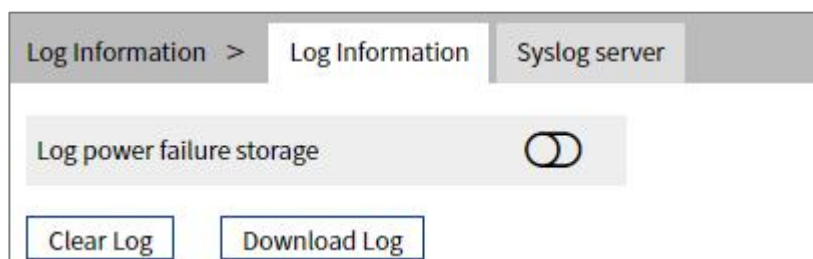 Log Information > Log Information Syslog server
Log power failure storage
Clear Log Download Log